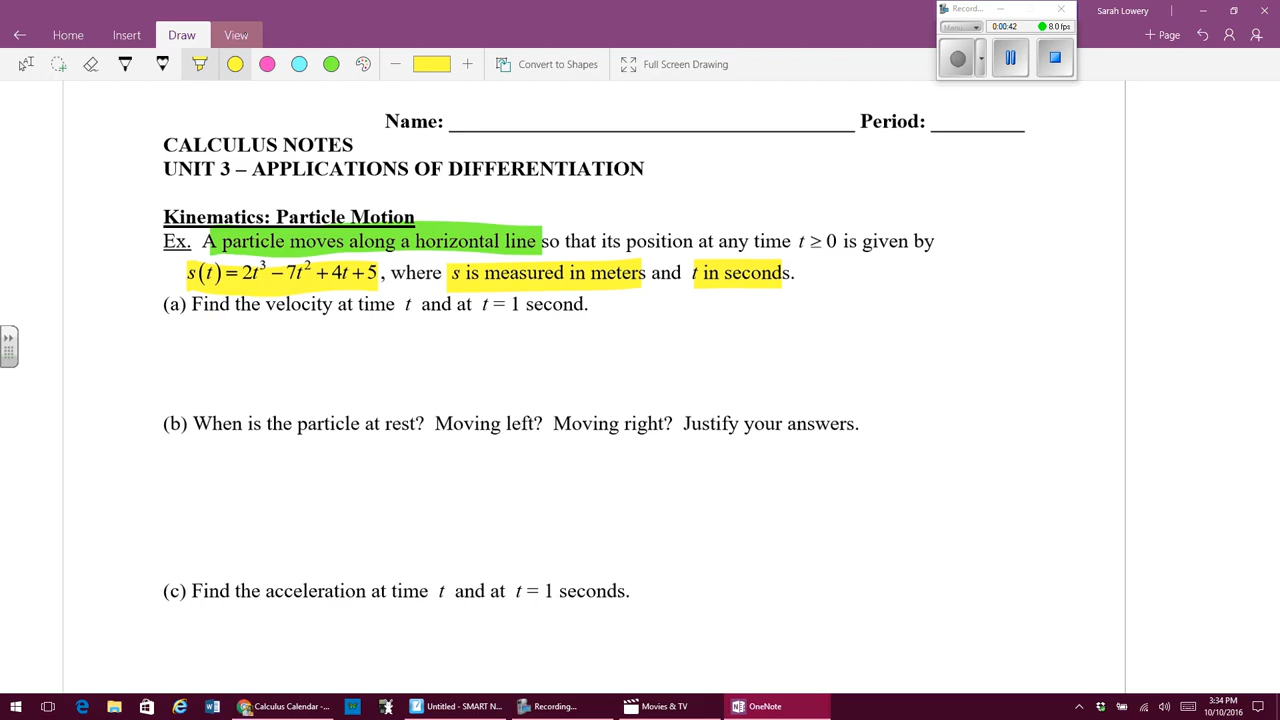 Record...
Sarah Lowery
Home Insert Draw View
Menu... 0:00:42 8.0 fps
+ Page
Convert to Shapes Full Screen Drawing
Name: Period:
CALCULUS NOTES
UNIT 3 – APPLICATIONS OF DIFFERENTIATION
Kinematics: Particle Motion
Ex. A particle moves along a horizontal line so that its position at any time t ≥ 0 is given by
s(t) = 2t³ − 7t² + 4t + 5, where s is measured in meters and t in seconds.
(a) Find the velocity at time t and at t = 1 second.
(b) When is the particle at rest? Moving left? Moving right? Justify your answers.
(c) Find the acceleration at time t and at t = 1 seconds.
Calculus Calendar -... Untitled - SMART N... Recording... Movies & TV OneNote
3:34 PM
10/10/2016